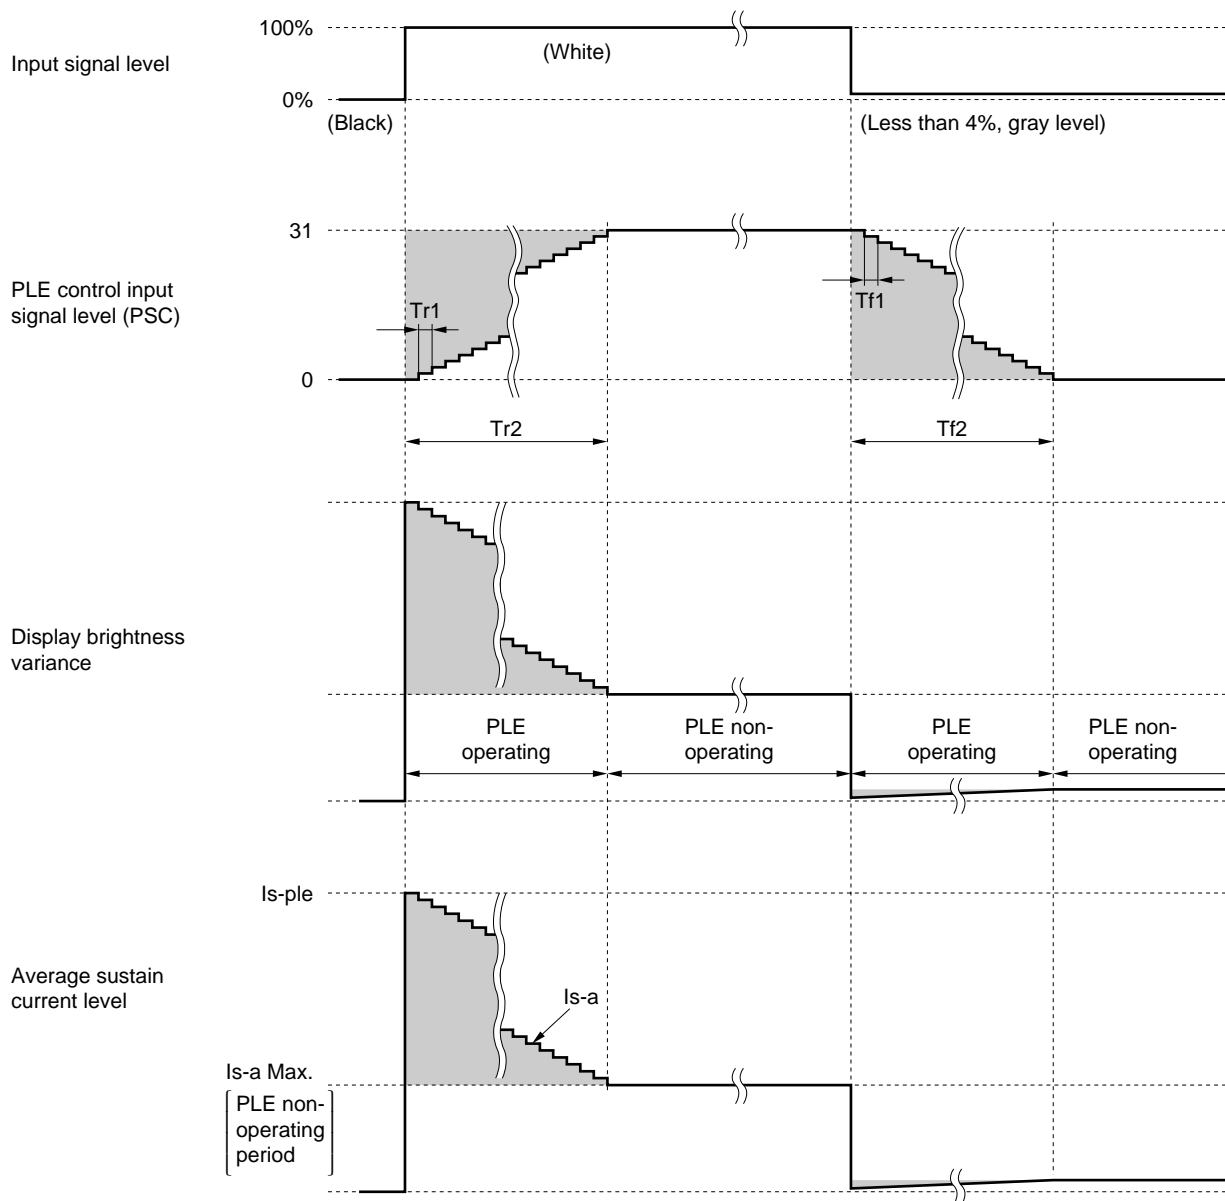 100%
Input signal level
(White)
0%
(Black)
(Less than 4%, gray level)
31
PLE control input
signal level (PSC)
Tr1
Tf1
0
Tr2
Tf2
Display brightness
variance
PLE
operating
PLE non-
operating
PLE
operating
PLE non-
operating
Is-ple
Average sustain
current level
Is-a
Is-a Max.
PLE non-
operating
period